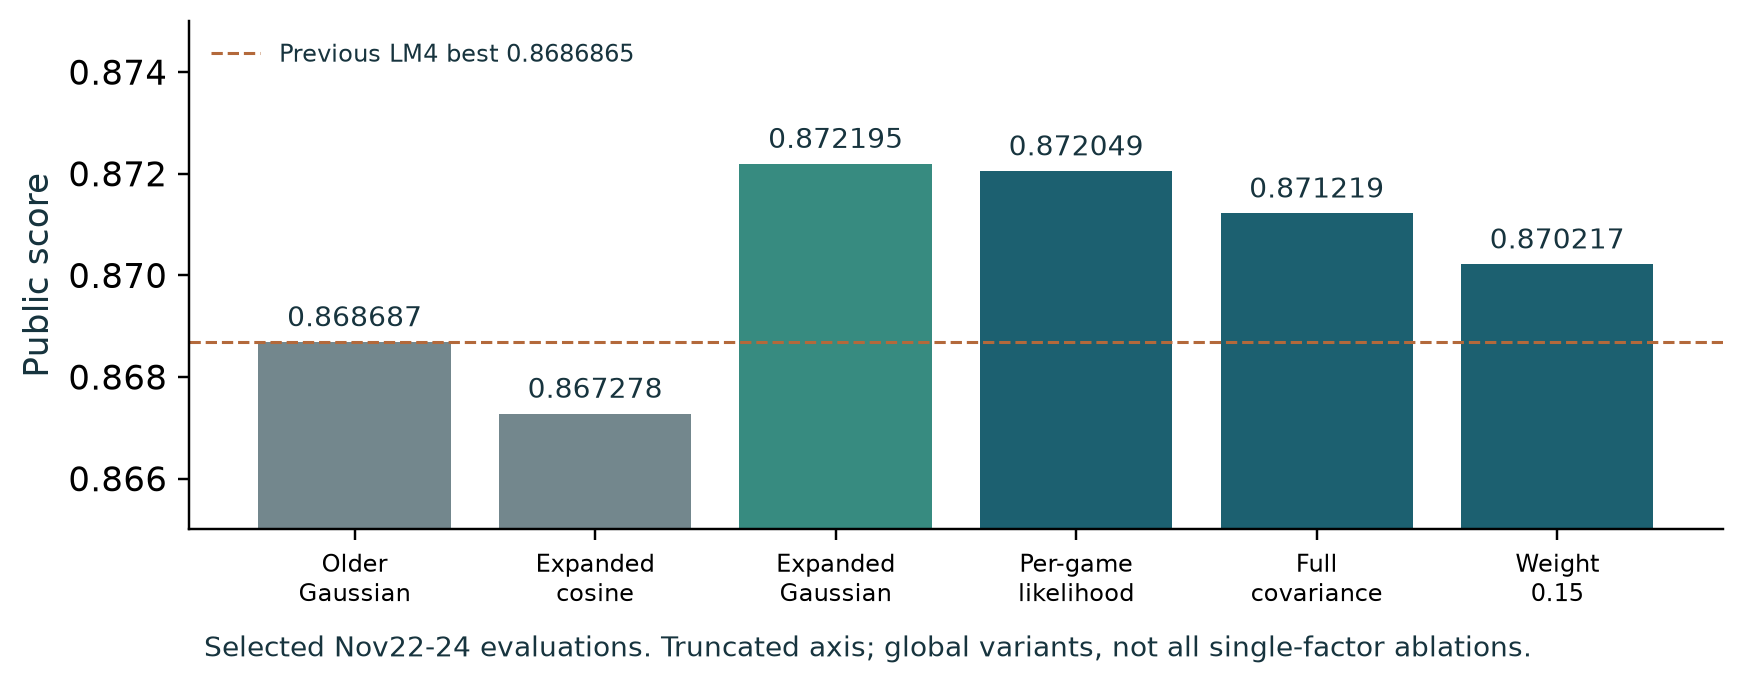 Previous LM4 best 0.8686865
Public score
0.874
0.872
0.870
0.868
0.866
0.868687
0.867278
0.872195
0.872049
0.871219
0.870217
Older
Gaussian
Expanded
cosine
Expanded
Gaussian
Per-game
likelihood
Full
covariance
Weight
0.15
Selected Nov22-24 evaluations. Truncated axis; global variants, not all single-factor ablations.